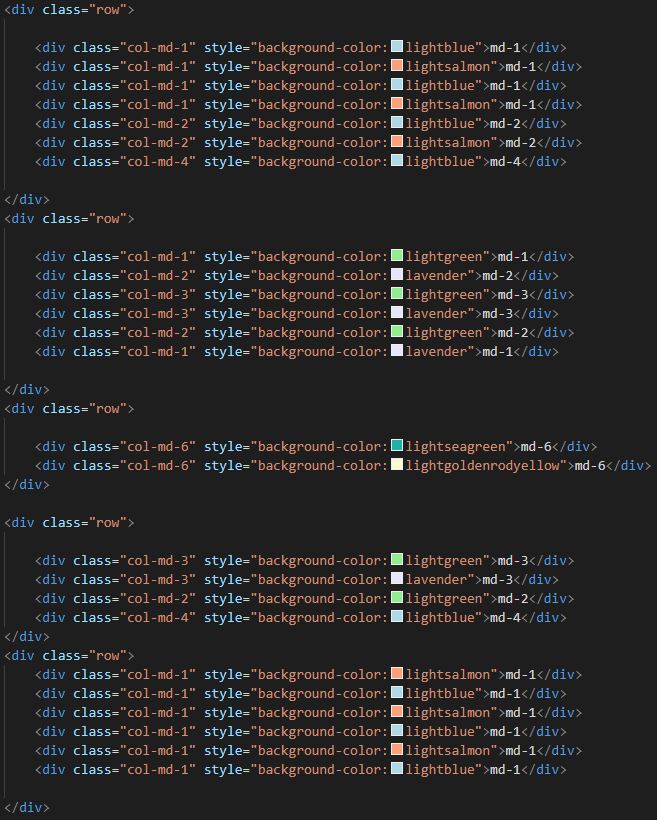 <div class="row">
<div class="col-md-1" style="background-color:lightblue">md-1</div>
<div class="col-md-1" style="background-color:lightsalmon">md-1</div>
<div class="col-md-1" style="background-color:lightblue">md-1</div>
<div class="col-md-1" style="background-color:lightsalmon">md-1</div>
<div class="col-md-2" style="background-color:lightblue">md-2</div>
<div class="col-md-2" style="background-color:lightsalmon">md-2</div>
<div class="col-md-4" style="background-color:lightblue">md-4</div>
</div>
<div class="row">
<div class="col-md-1" style="background-color:lightgreen">md-1</div>
<div class="col-md-2" style="background-color:lavender">md-2</div>
<div class="col-md-3" style="background-color:lightgreen">md-3</div>
<div class="col-md-3" style="background-color:lavender">md-3</div>
<div class="col-md-2" style="background-color:lightgreen">md-2</div>
<div class="col-md-1" style="background-color:lavender">md-1</div>
</div>
<div class="row">
<div class="col-md-6" style="background-color:lightseagreen">md-6</div>
<div class="col-md-6" style="background-color:lightgoldenrodyellow">md-6</div>
</div>
<div class="row">
<div class="col-md-3" style="background-color:lightgreen">md-3</div>
<div class="col-md-3" style="background-color:lavender">md-3</div>
<div class="col-md-2" style="background-color:lightgreen">md-2</div>
<div class="col-md-4" style="background-color:lightblue">md-4</div>
</div>
<div class="row">
<div class="col-md-1" style="background-color:lightsalmon">md-1</div>
<div class="col-md-1" style="background-color:lightblue">md-1</div>
<div class="col-md-1" style="background-color:lightsalmon">md-1</div>
<div class="col-md-1" style="background-color:lightblue">md-1</div>
<div class="col-md-1" style="background-color:lightsalmon">md-1</div>
<div class="col-md-1" style="background-color:lightblue">md-1</div>
</div>